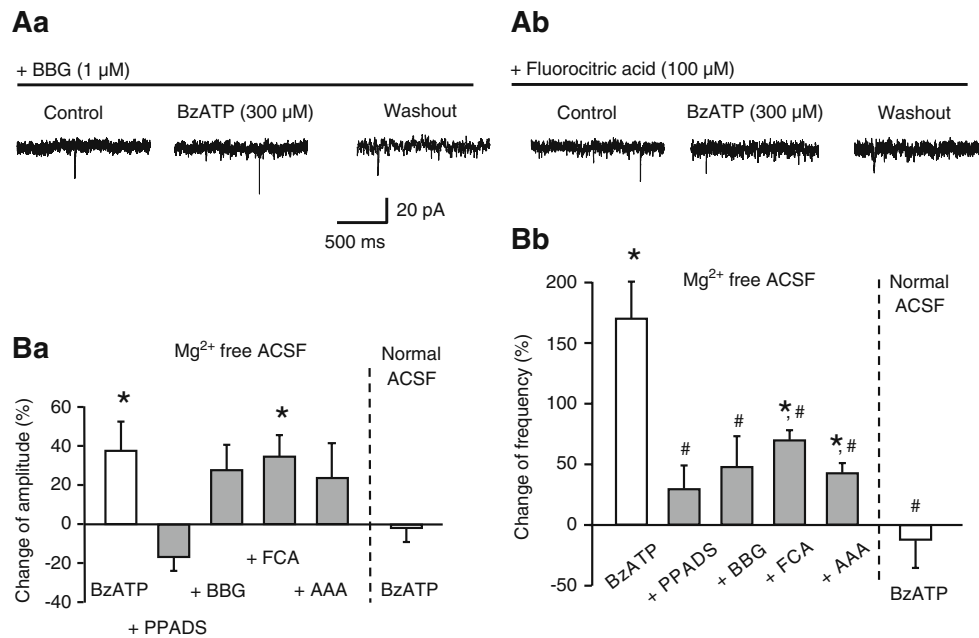 Aa
+ BBG (1 µM)
Control BzATP (300 µM) Washout
20 pA
500 ms
Ab
+ Fluorocitric acid (100 µM)
Control BzATP (300 µM) Washout
Ba
Mg2+ free ACSF
Normal
ACSF
Change of amplitude (%)
60
40
20
0
-20
-40
*
*
BzATP
+ PPADS
+ BBG
+ FCA
+ AAA
BzATP
Bb
Mg2+ free ACSF
Normal
ACSF
Change of frequency (%)
200
150
100
50
0
-50
*
#
#
*, #
*, #
#
BzATP
+ PPADS
+ BBG
+ FCA
+ AAA
BzATP